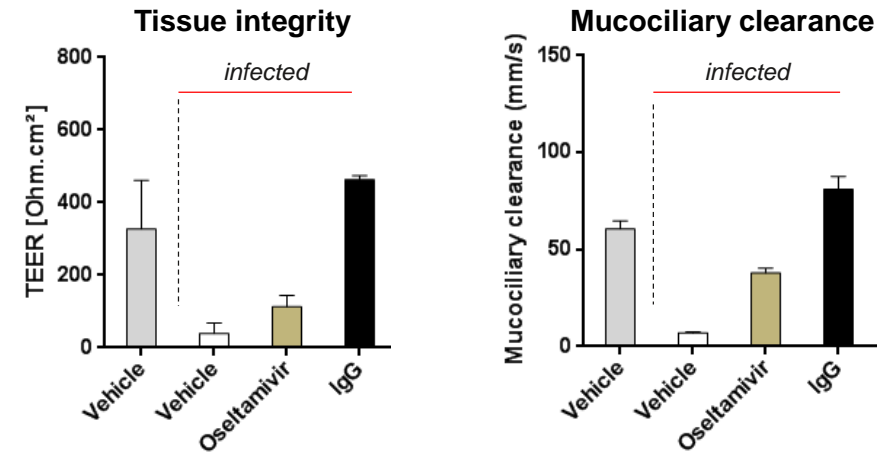 Tissue integrity
TEER [Ohm.cm²]
800
600
400
200
0
infected
Vehicle
Vehicle
Oseltamivir
IgG
Mucociliary clearance
Mucociliary clearance (mm/s)
150
100
50
0
infected
Vehicle
Vehicle
Oseltamivir
IgG